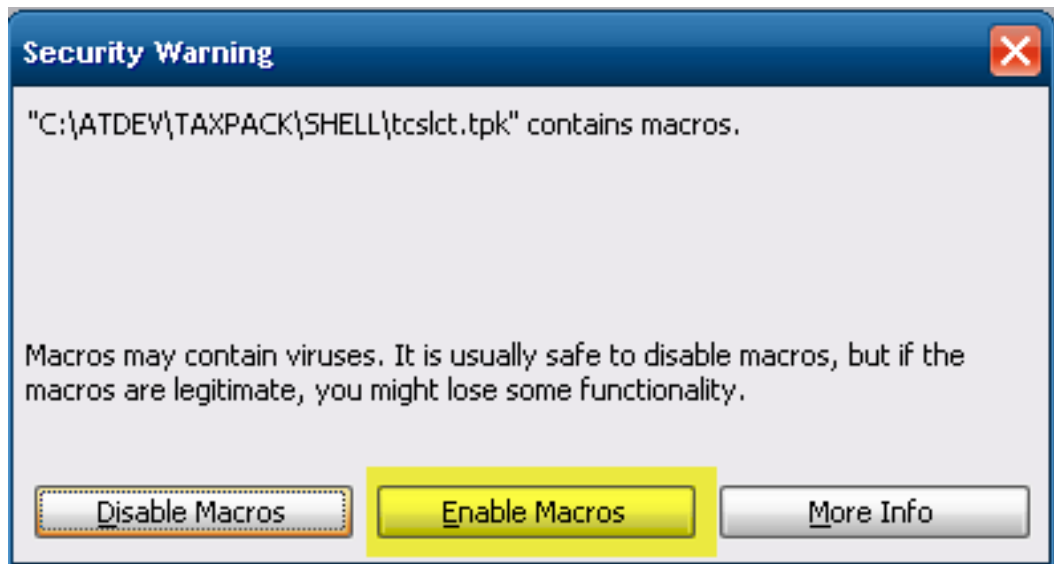 Security Warning
"C:\ATDEV\TAXPACK\SHELL\tcslct.tpk" contains macros.
Macros may contain viruses. It is usually safe to disable macros, but if the
macros are legitimate, you might lose some functionality.
Disable Macros Enable Macros More Info